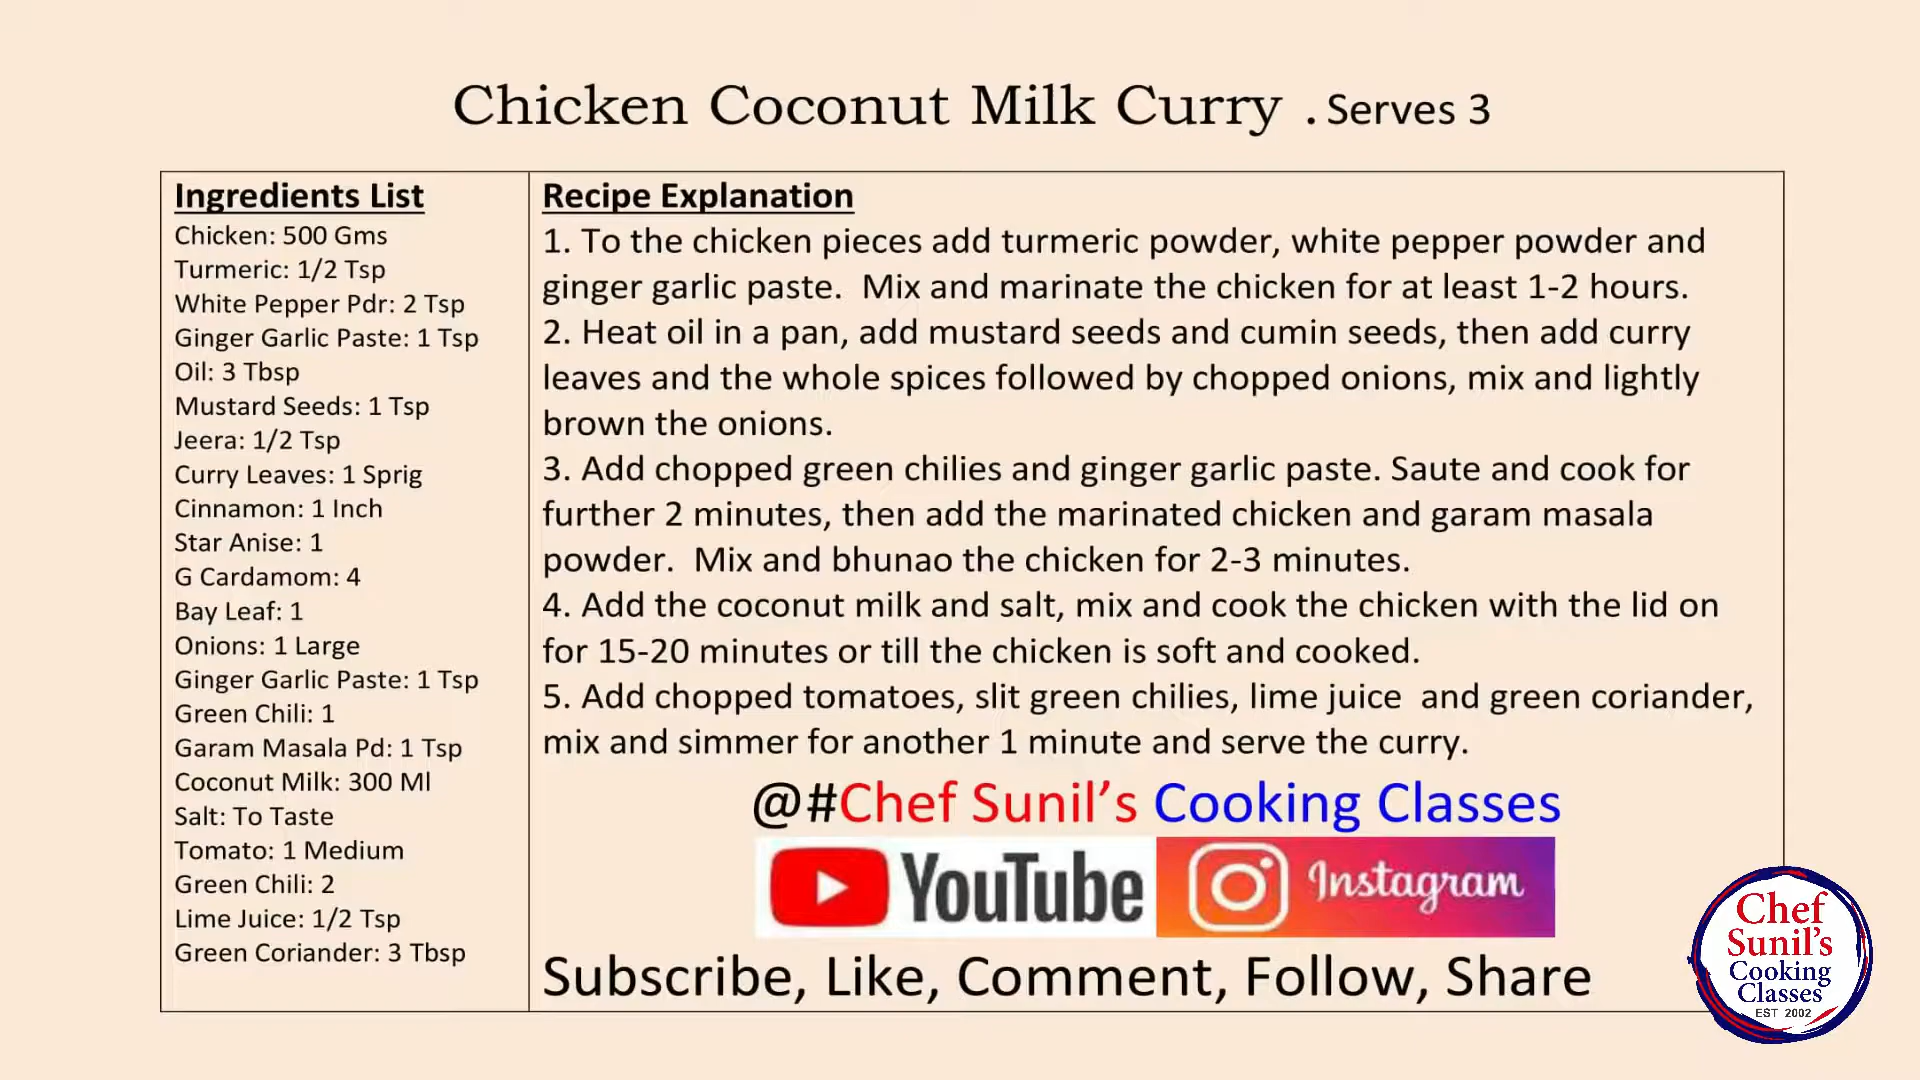 Chicken Coconut Milk Curry . Serves 3
Ingredients List
Chicken: 500 Gms
Turmeric: 1/2 Tsp
White Pepper Pdr: 2 Tsp
Ginger Garlic Paste: 1 Tsp
Oil: 3 Tbsp
Mustard Seeds: 1 Tsp
Jeera: 1/2 Tsp
Curry Leaves: 1 Sprig
Cinnamon: 1 Inch
Star Anise: 1
G Cardamom: 4
Bay Leaf: 1
Onions: 1 Large
Ginger Garlic Paste: 1 Tsp
Green Chili: 1
Garam Masala Pd: 1 Tsp
Coconut Milk: 300 Ml
Salt: To Taste
Tomato: 1 Medium
Green Chili: 2
Lime Juice: 1/2 Tsp
Green Coriander: 3 Tbsp
Recipe Explanation
1. To the chicken pieces add turmeric powder, white pepper powder and
ginger garlic paste.  Mix and marinate the chicken for at least 1-2 hours.
2. Heat oil in a pan, add mustard seeds and cumin seeds, then add curry
leaves and the whole spices followed by chopped onions, mix and lightly
brown the onions.
3. Add chopped green chilies and ginger garlic paste. Saute and cook for
further 2 minutes, then add the marinated chicken and garam masala
powder.  Mix and bhunao the chicken for 2-3 minutes.
4. Add the coconut milk and salt, mix and cook the chicken with the lid on
for 15-20 minutes or till the chicken is soft and cooked.
5. Add chopped tomatoes, slit green chilies, lime juice  and green coriander,
mix and simmer for another 1 minute and serve the curry.
@#Chef Sunil’s Cooking Classes
YouTube Instagram
Subscribe, Like, Comment, Follow, Share
Chef
Sunil's
Cooking
Classes
EST 2002